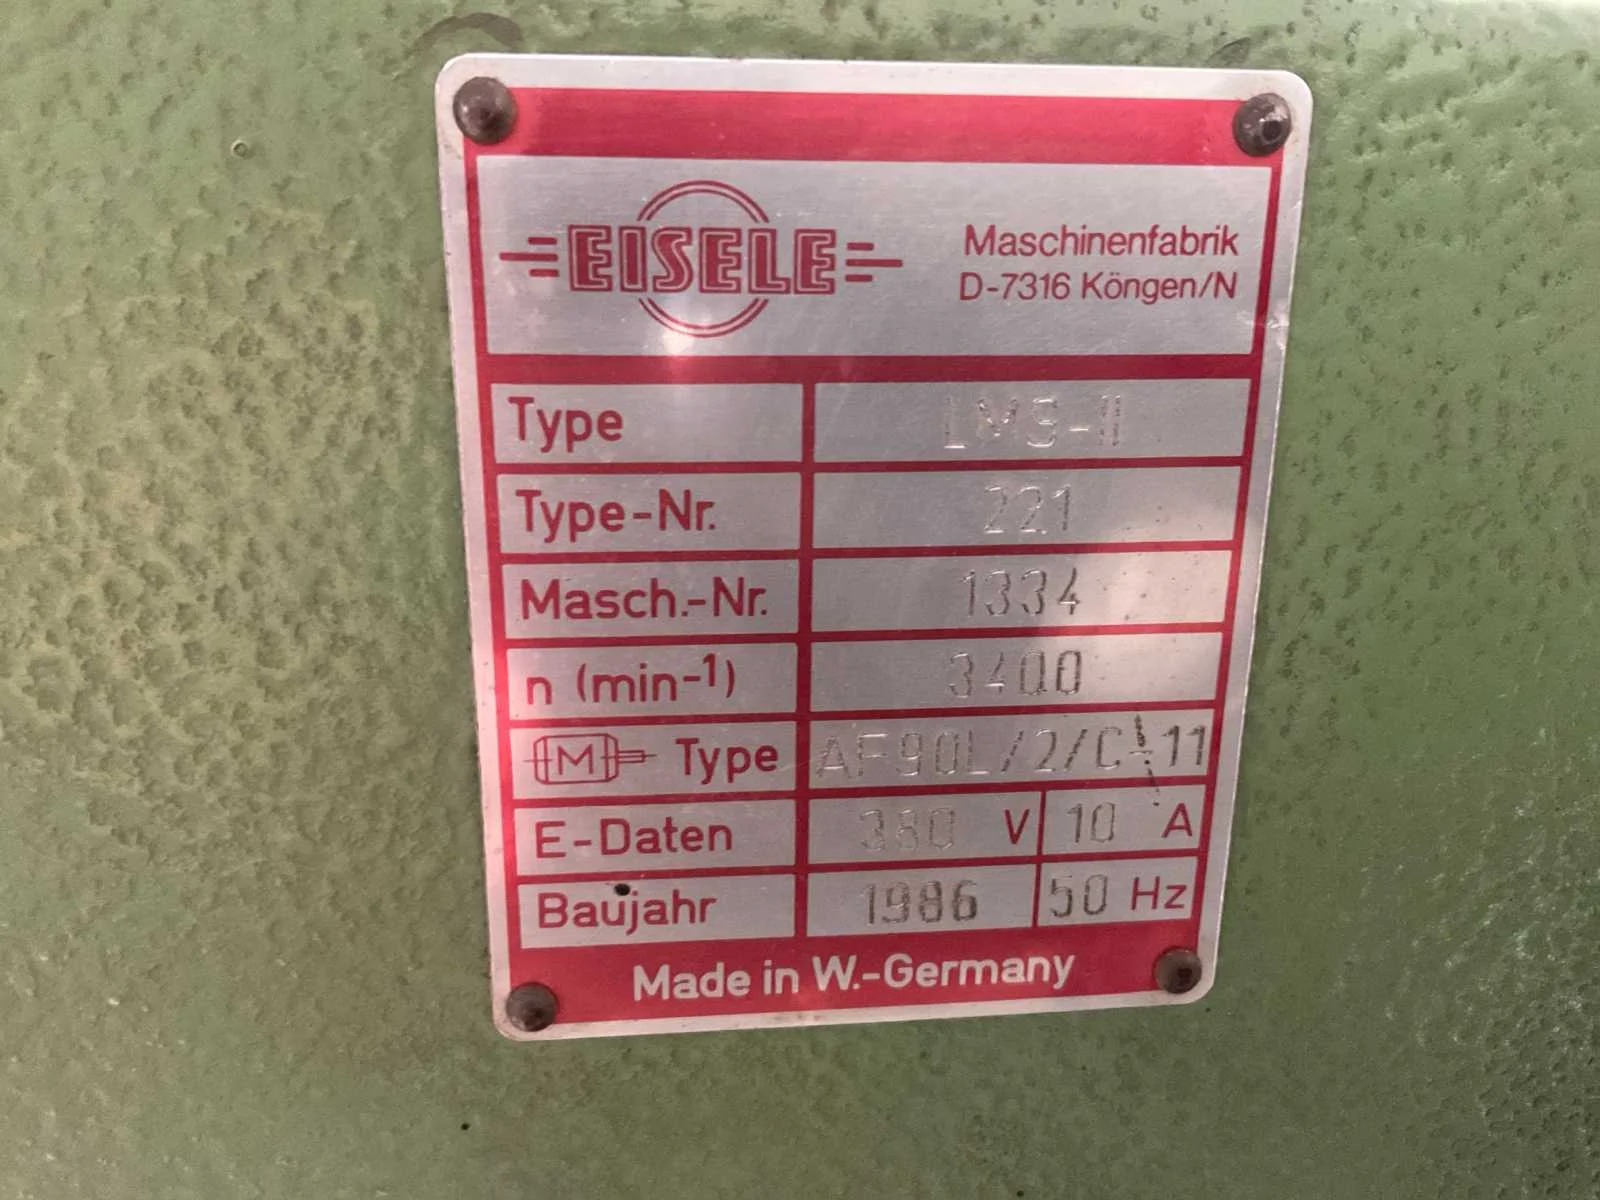 EISELE
Maschinenfabrik
D-7316 Köngen/N
Type LMS-II
Type-Nr. 221
Masch.-Nr. 1334
n (min-1) 3400
M Type AF90L/2/C-11
E-Daten 380 V 10 A
Baujahr 1986 50 Hz
Made in W.-Germany